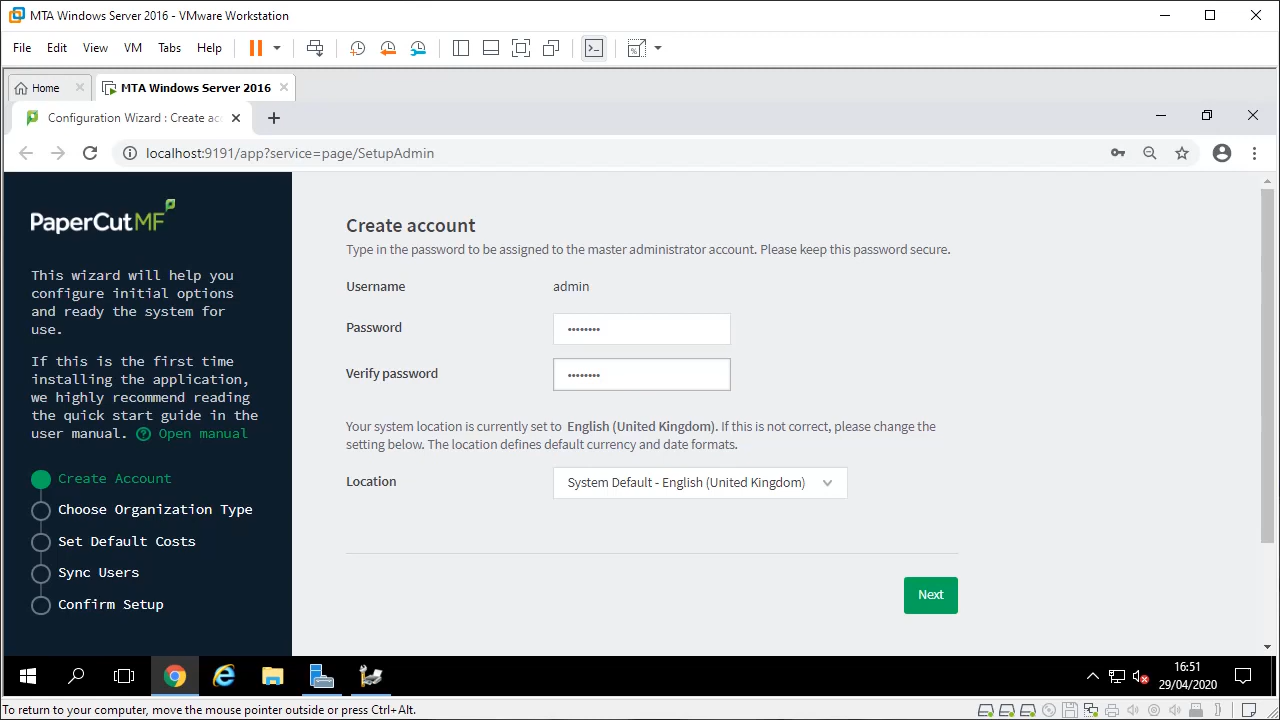 MTA Windows Server 2016 - VMware Workstation
File Edit View VM Tabs Help
Home
MTA Windows Server 2016
Configuration Wizard : Create ac
localhost:9191/app?service=page/SetupAdmin
PaperCut MF
This wizard will help you
configure initial options
and ready the system for
use.
If this is the first time
installing the application,
we highly recommend reading
the quick start guide in the
user manual. Open manual
Create Account
Choose Organization Type
Set Default Costs
Sync Users
Confirm Setup
Create account
Type in the password to be assigned to the master administrator account. Please keep this password secure.
Username admin
Password ••••••••
Verify password ••••••••
Your system location is currently set to English (United Kingdom). If this is not correct, please change the
setting below. The location defines default currency and date formats.
Location System Default - English (United Kingdom)
Next
16:51
29/04/2020
To return to your computer, move the mouse pointer outside or press Ctrl+Alt.